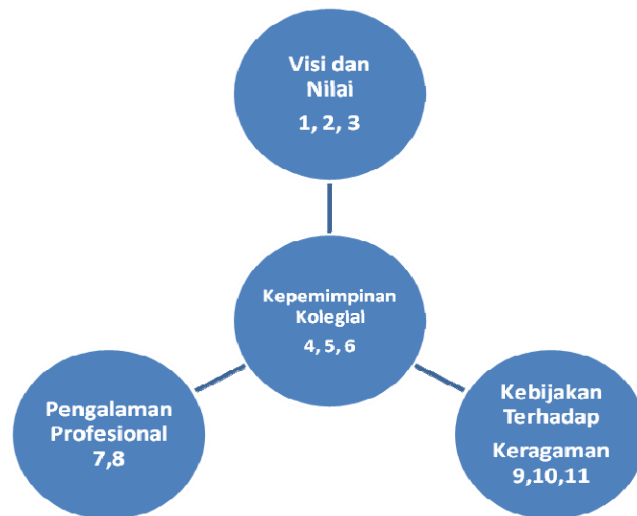 Visi dan
Nilai
1, 2, 3
Kepemimpinan
Kolegial
4, 5, 6
Pengalaman
Profesional
7,8
Kebijakan
Terhadap
Keragaman
9,10,11